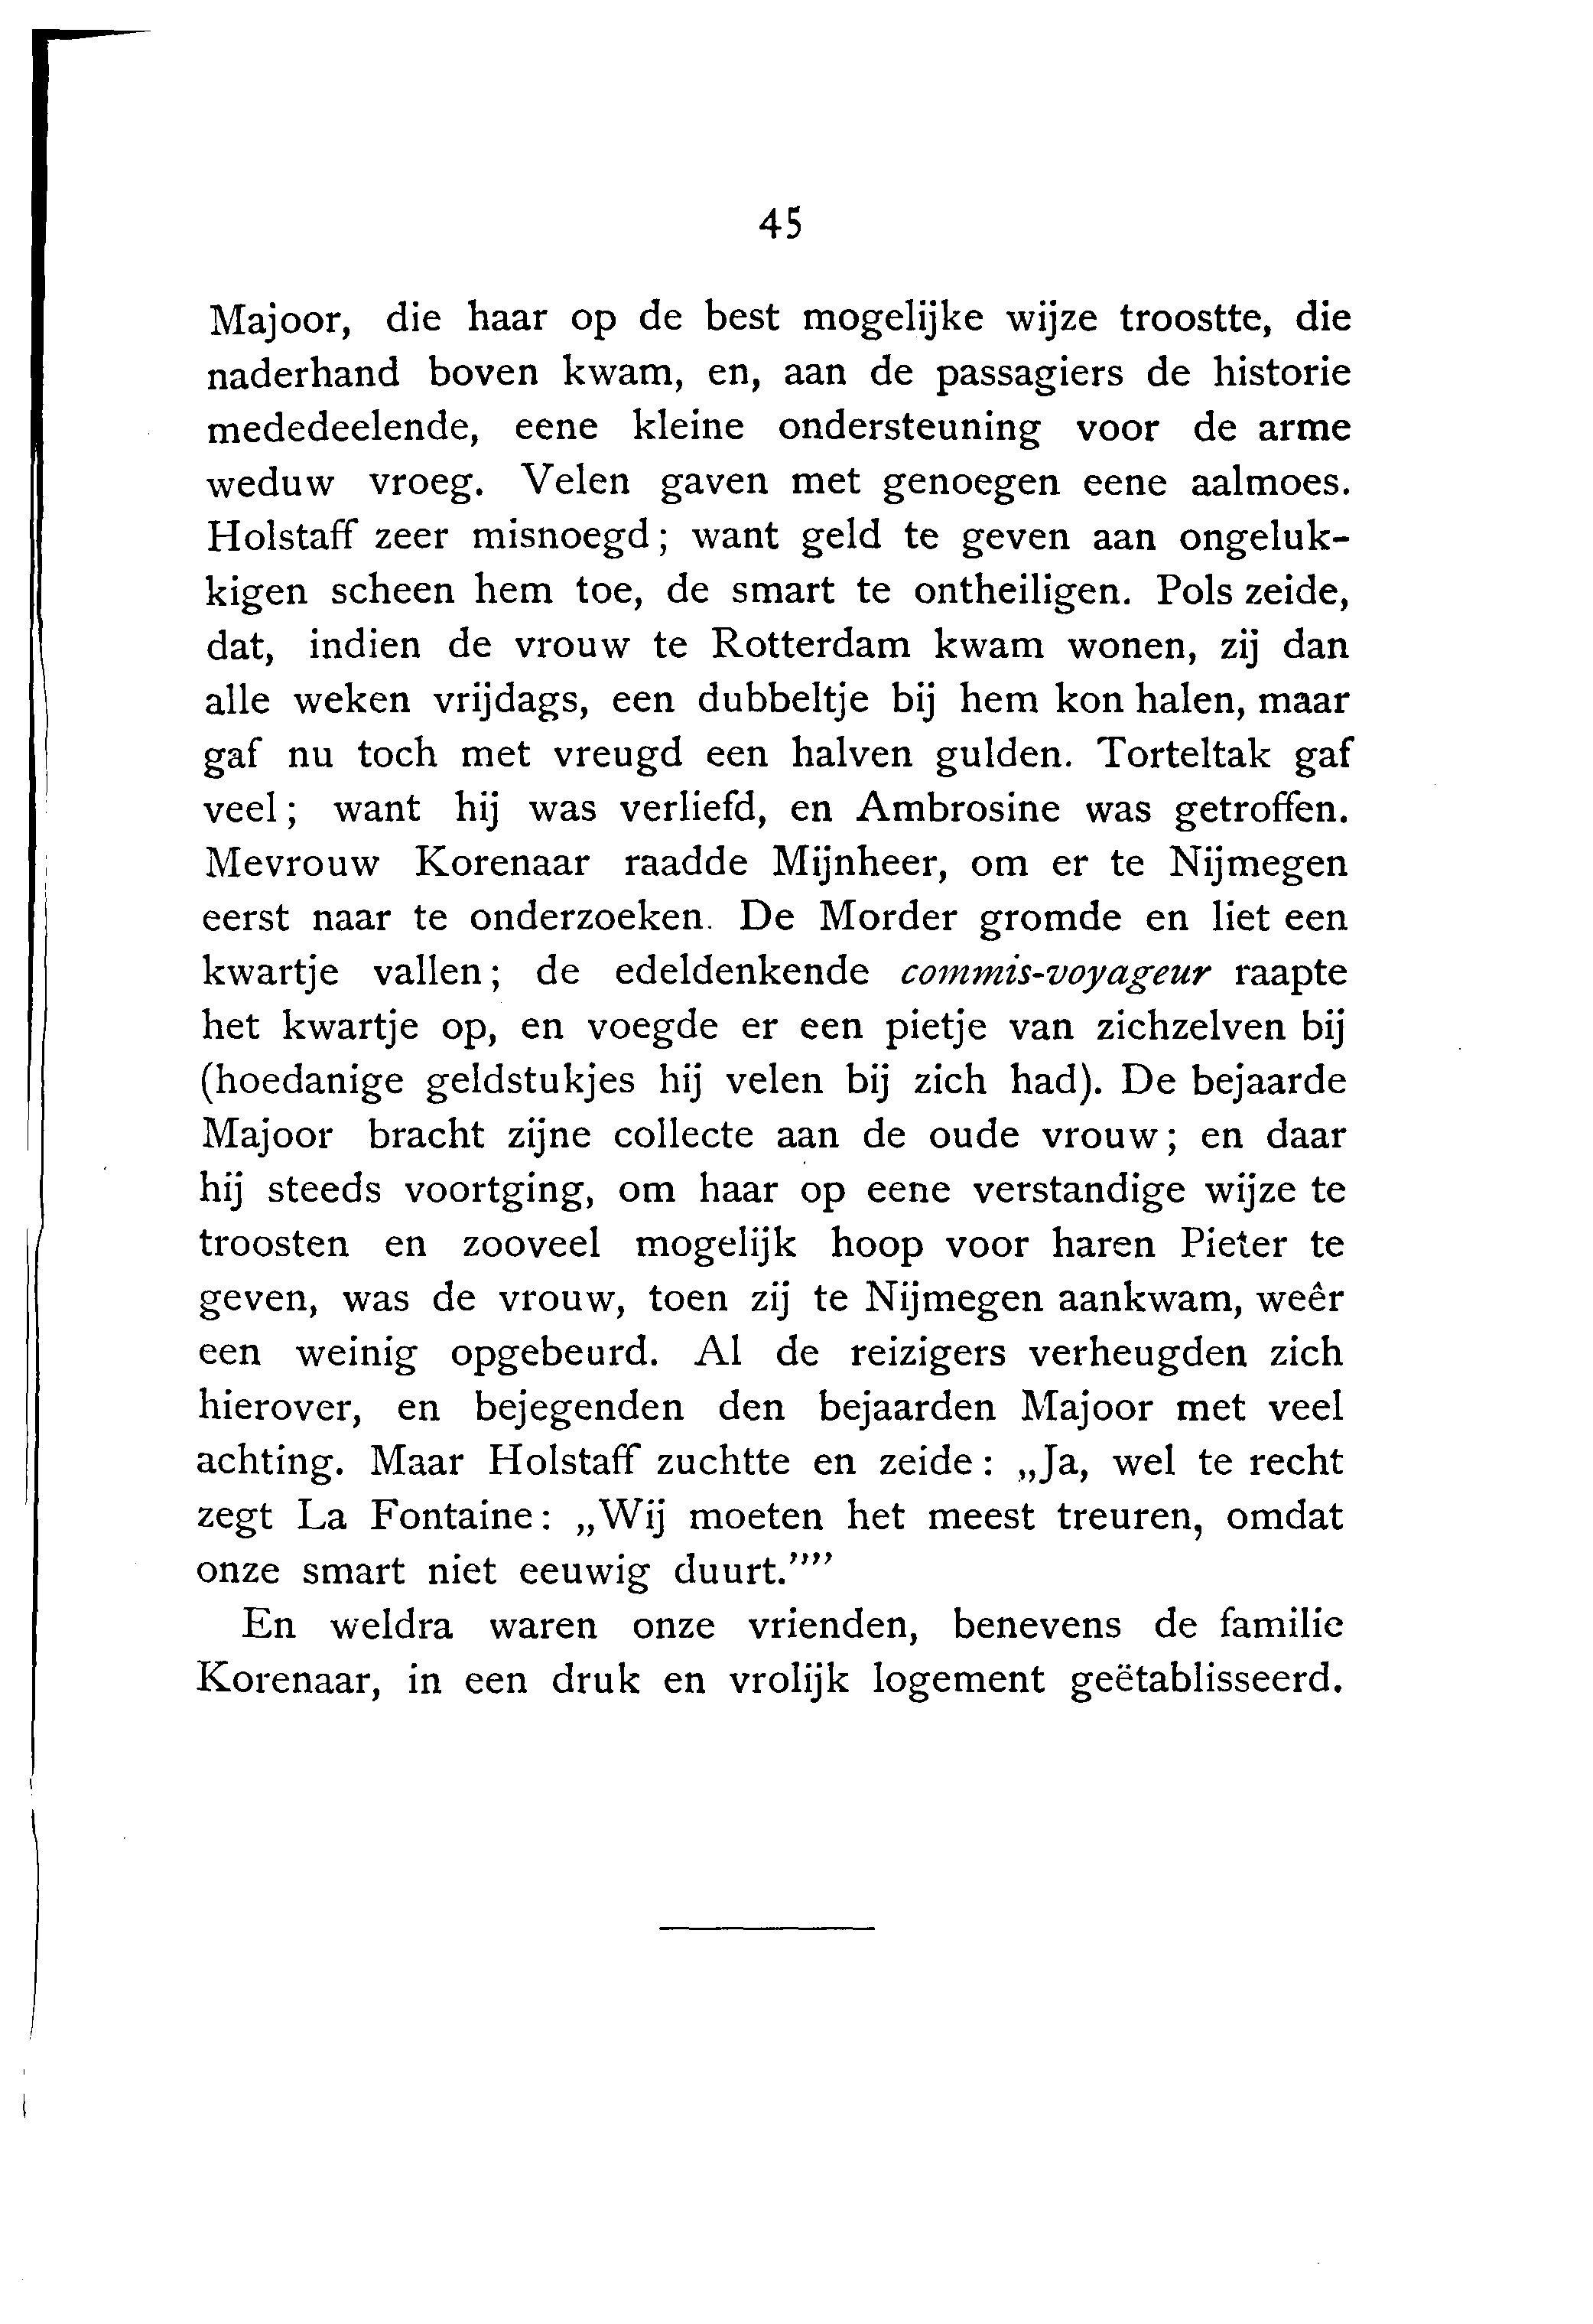 45
Majoor, die haar op de best mogelijke wijze troostte, die
naderhand boven kwam, en, aan de passagiers de historie
mededeelende, eene kleine ondersteuning voor de arme
weduw vroeg. Velen gaven met genoegen eene aalmoes.
Holstaff zeer misnoegd; want geld te geven aan ongeluk-
kigen scheen hem toe, de smart te ontheiligen. Pols zeide,
dat, indien de vrouw te Rotterdam kwam wonen, zij dan
alle weken vrijdags, een dubbeltje bij hem kon halen, maar
gaf nu toch met vreugd een halven gulden. Torteltak gaf
veel; want hij was verliefd, en Ambrosine was getroffen.
Mevrouw Korenaar raadde Mijnheer, om er te Nijmegen
eerst naar te onderzoeken. De Morder gromde en liet een
kwartje vallen; de edeldenkende commis-voyageur raapte
het kwartje op, en voegde er een pietje van zichzelven bij
(hoedanige geldstukjes hij velen bij zich had). De bejaarde
Majoor bracht zijne collecte aan de oude vrouw; en daar
hij steeds voortging, om haar op eene verstandige wijze te
troosten en zooveel mogelijk hoop voor haren Pieter te
geven, was de vrouw, toen zij te Nijmegen aankwam, weêr
een weinig opgebeurd. Al de reizigers verheugden zich
hierover, en bejegenden den bejaarden Majoor met veel
achting. Maar Holstaff zuchtte en zeide: „Ja, wel te recht
zegt La Fontaine: „Wij moeten het meest treuren, omdat
onze smart niet eeuwig duurt.””
En weldra waren onze vrienden, benevens de familie
Korenaar, in een druk en vrolijk logement geëtablisseerd.